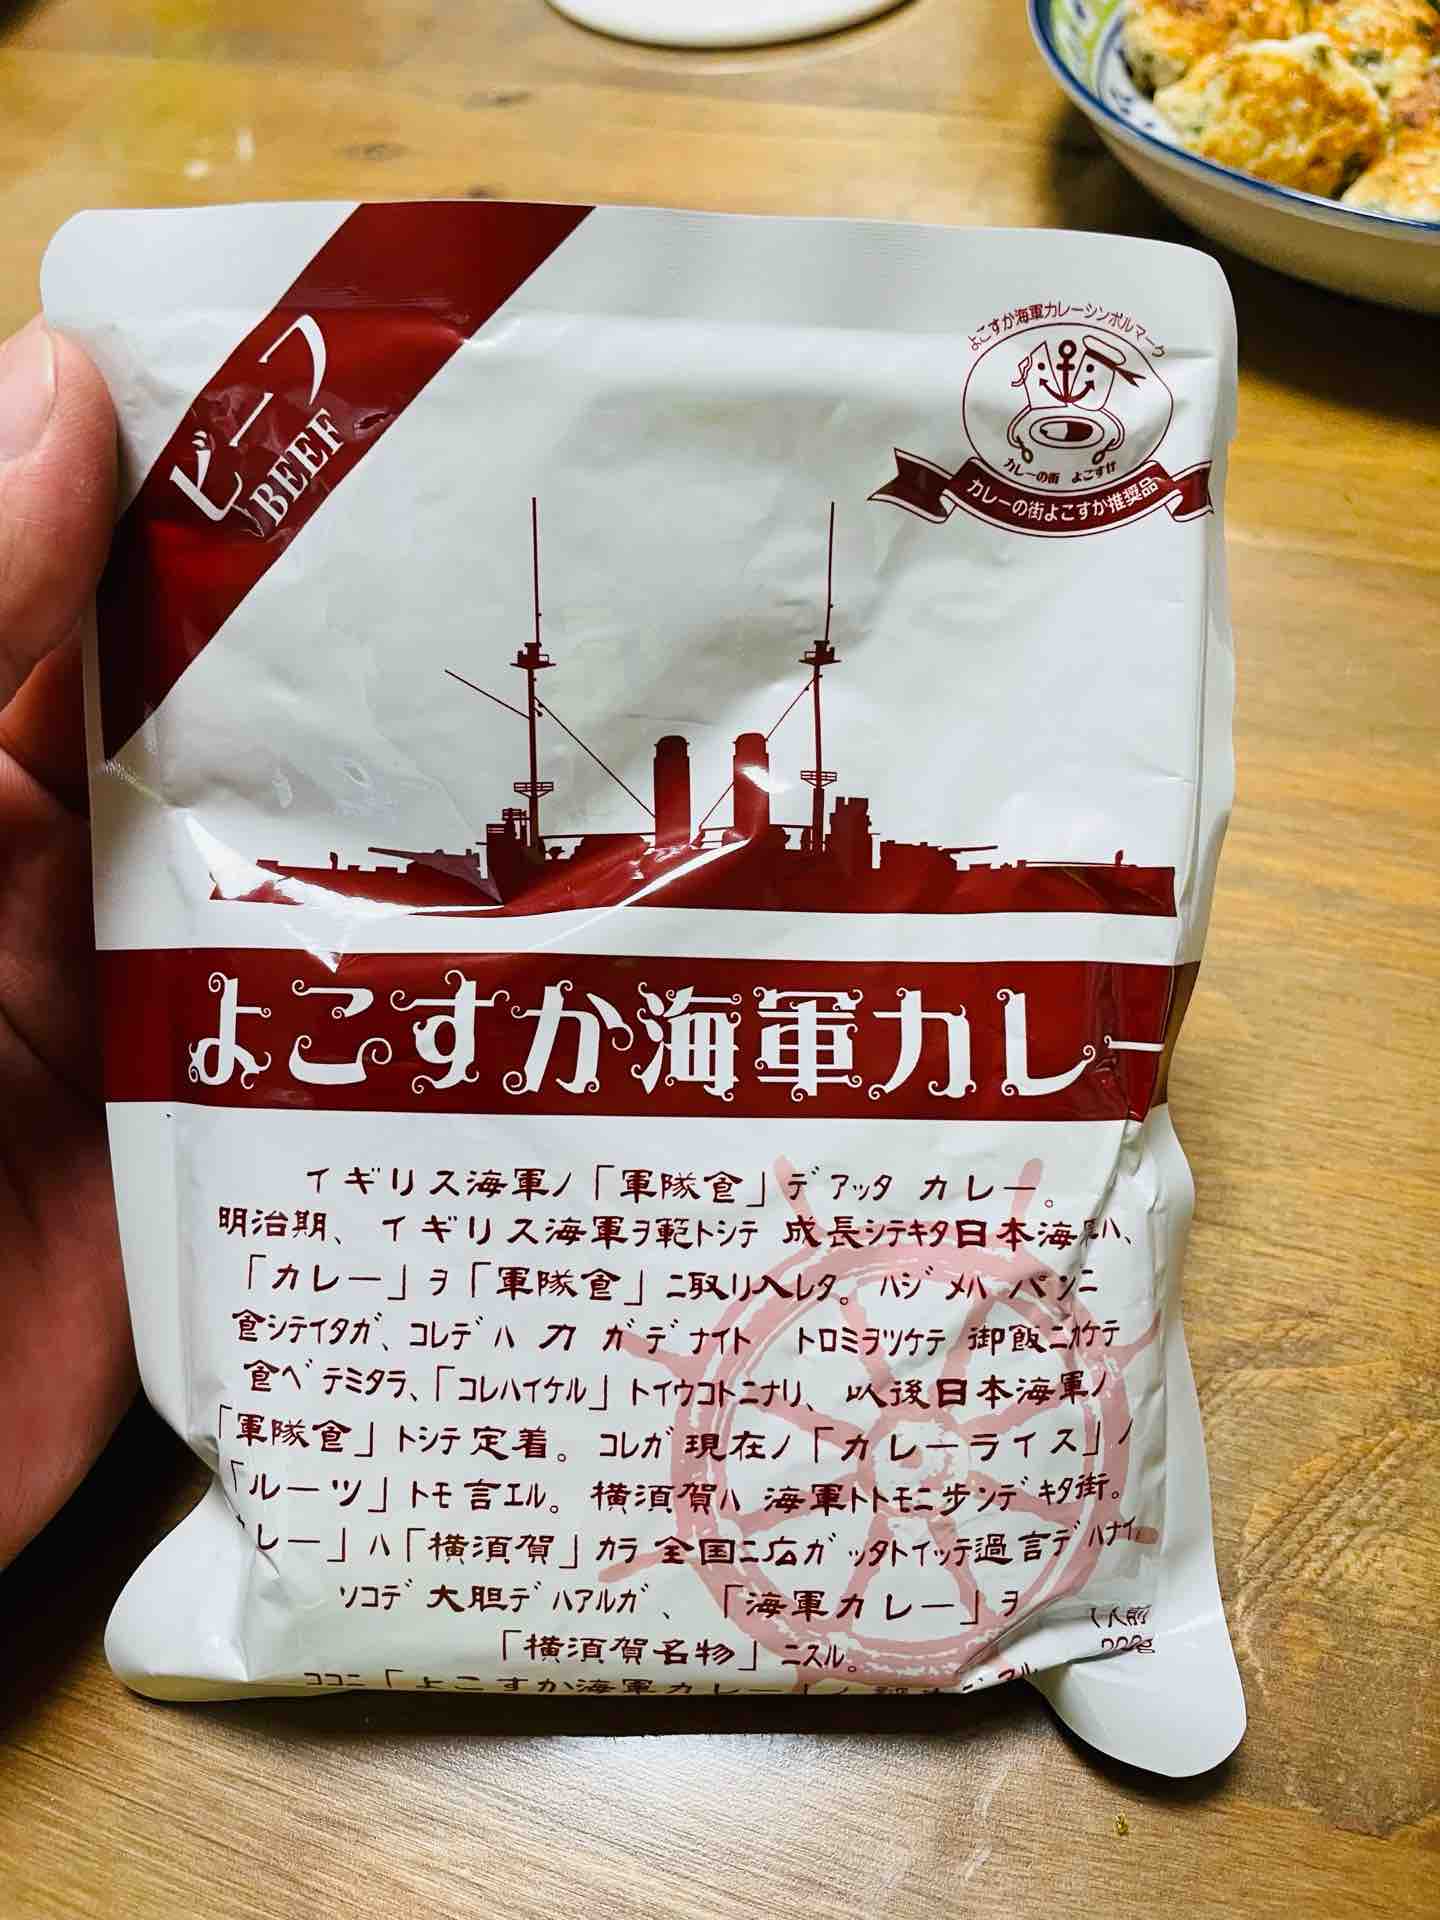 ビーフ
BEEF
よこすか海軍カレーシンボルマーク
カレーの街 よこすけ
カレーの街よこすか推奨品
よこすか海軍カレー
イギリス海軍ノ「軍隊食」デアッタ カレー。
明治期、イギリス海軍ヲ範トシテ 成長シテキタ日本海軍ハ、
「カレー」ヲ「軍隊食」ニ取リ入レタ。ハジメハ パンニ
食シテイタガ、コレデハ力ガデナイト トロミヲツケテ 御飯ニカケテ
食ベテミタラ、「コレハイケル」トイウコトニナリ、以後日本海軍ノ
「軍隊食」トシテ定着。コレガ現在ノ「カレーライス」ノ
「ルーツ」トモ言エル。横須賀ハ 海軍トトモニ歩ンデキタ街。
レー」ハ「横須賀」カラ全国ニ広ガッタトイッテ過言デハナイ。
ソコデ大胆デハアルガ、「海軍カレー」ヲ
「横須賀名物」ニスル。
ココニ「よこすか海軍カレー」ノ
1人前